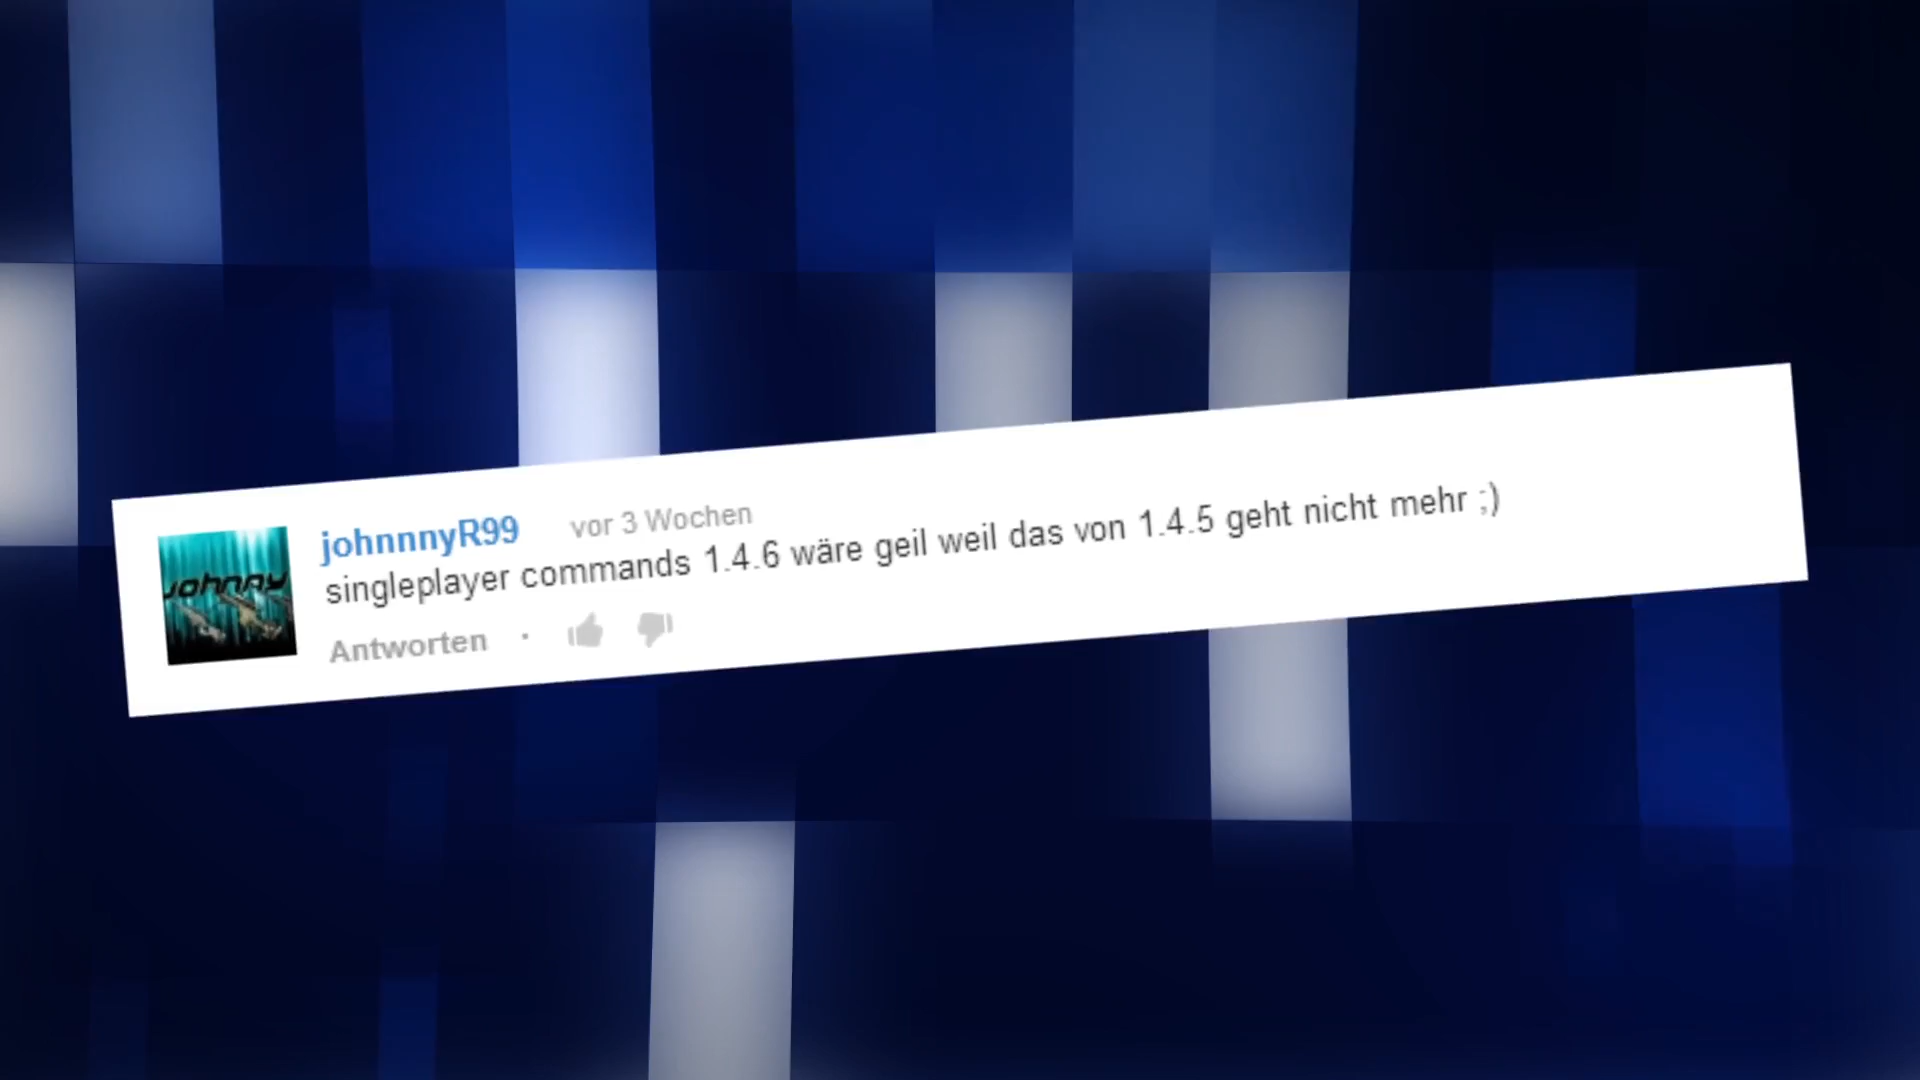 johnnnyR99 vor 3 Wochen
singleplayer commands 1.4.6 wäre geil weil das von 1.4.5 geht nicht mehr ;)
Antworten ·
Johnny